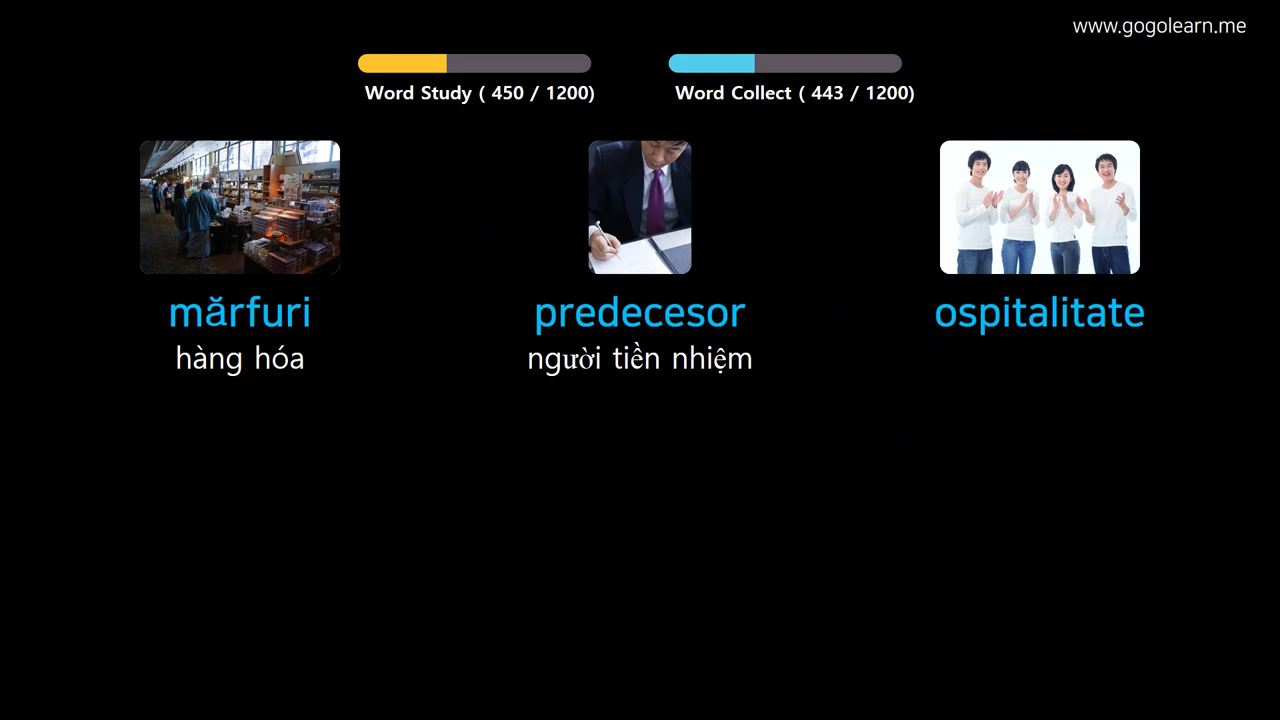 www.gogolearn.me
Word Study ( 450 / 1200)
Word Collect ( 443 / 1200)
mărfuri
hàng hóa
predecesor
người tiền nhiệm
ospitalitate